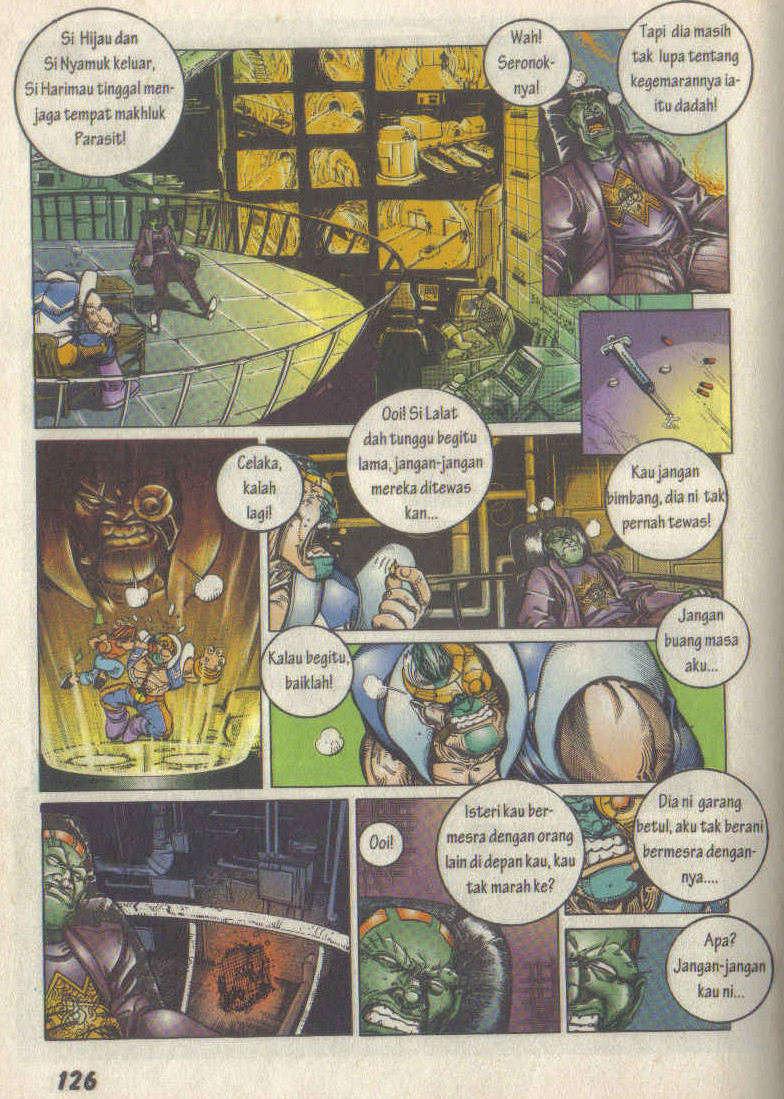 Si Hijau dan
Si Nyamuk keluar,
Si Harimau tinggal men-
jaga tempat makhluk
Parasit!
Wah!
Seronok-
nya!
Tapi dia masih
tak lupa tentang
kegemarannya ia-
itu dadah!
Celaka,
kalah
lagi!
Ooi! Si Lalat
dah tunggu begitu
lama, jangan-jangan
mereka ditewas
kan...
Kau jangan
bimbang, dia ni tak
pernah tewas!
Kalau begitu,
baiklah!
Jangan
buang masa
aku...
Ooi!
Isteri kau ber-
mesra dengan orang
lain di depan kau, kau
tak marah ke?
Dia ni garang
betul, aku tak berani
bermesra dengan-
nya....
Apa?
Jangan-jangan
kau ni...
126